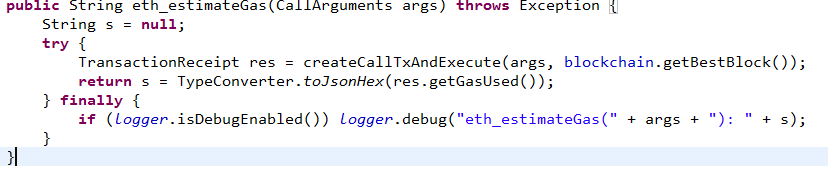 public String eth_estimateGas(CallArguments args) throws Exception {
    String s = null;
    try {
        TransactionReceipt res = createCallTxAndExecute(args, blockchain.getBestBlock());
        return s = TypeConverter.toJsonHex(res.getGasUsed());
    } finally {
        if (logger.isDebugEnabled()) logger.debug("eth_estimateGas(" + args + "): " + s);
    }
}